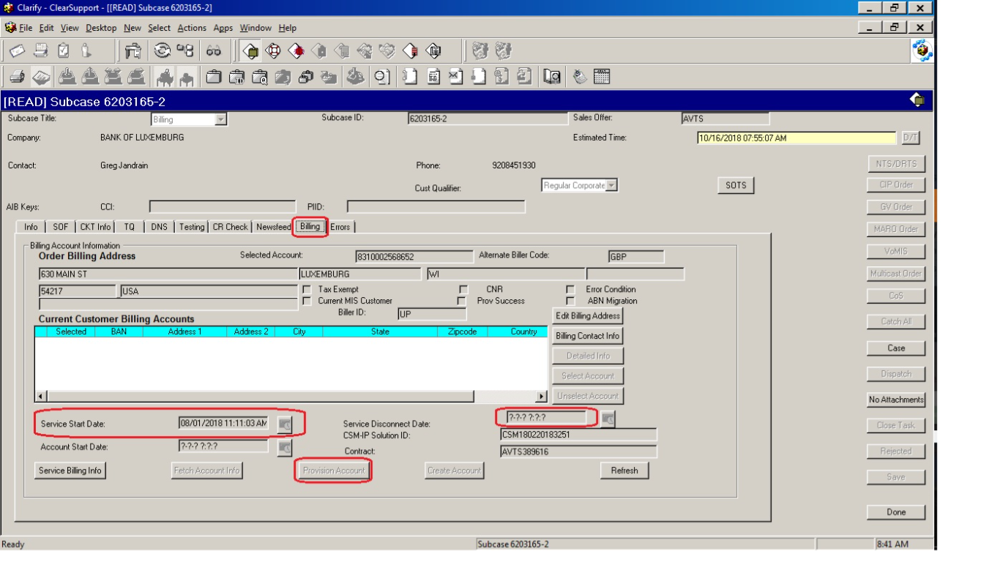 Clarify - ClearSupport - [[READ] Subcase 6203165-2]
File Edit View Desktop New Select Actions Apps Window Help
[READ] Subcase 6203165-2
Subcase Title: Billing Subcase ID: 6203165-2 Sales Offer: AVTS
Company: BANK OF LUXEMBURG Estimated Time: 10/16/2018 07:55:07 AM D/T
Contact: Greg Jandrain Phone: 9208451930 NTS/DRTS
Cust Qualifier: Regular Corporate SOTS CIP Order
AIB Keys: CCI: PIID: GV Order
Info SOF CKT Info TQ DNS Testing CR Check Newsfeed Billing Errors MARO Order
Billing Account Information
Order Billing Address Selected Account: 8310002568652 Alternate Biller Code: GBP VoMIS
630 MAIN ST LUXEMBURG WI Multicast Order
54217 USA Tax Exempt CNR Error Condition
Current MIS Customer Prov Success ABN Migration CoS
Biller ID: UP Edit Billing Address
Current Customer Billing Accounts Catch All
Selected BAN Address 1 Address 2 City State Zipcode Country Billing Contact Info
Case
Detailed Info
Select Account Dispatch
Unselect Account No Attachments
Service Start Date: 08/01/2018 11:11:03 AM Service Disconnect Date: ?-?-? ?:?:? Close Task
CSM-IP Solution ID: CSM180220183251
Account Start Date: ?-?-? ?:?:? Contract: AVTS389616 Rejected
Service Billing Info Fetch Account Info Provision Account Create Account Refresh Save
Done
Ready Subcase 6203165-2 8:41 AM